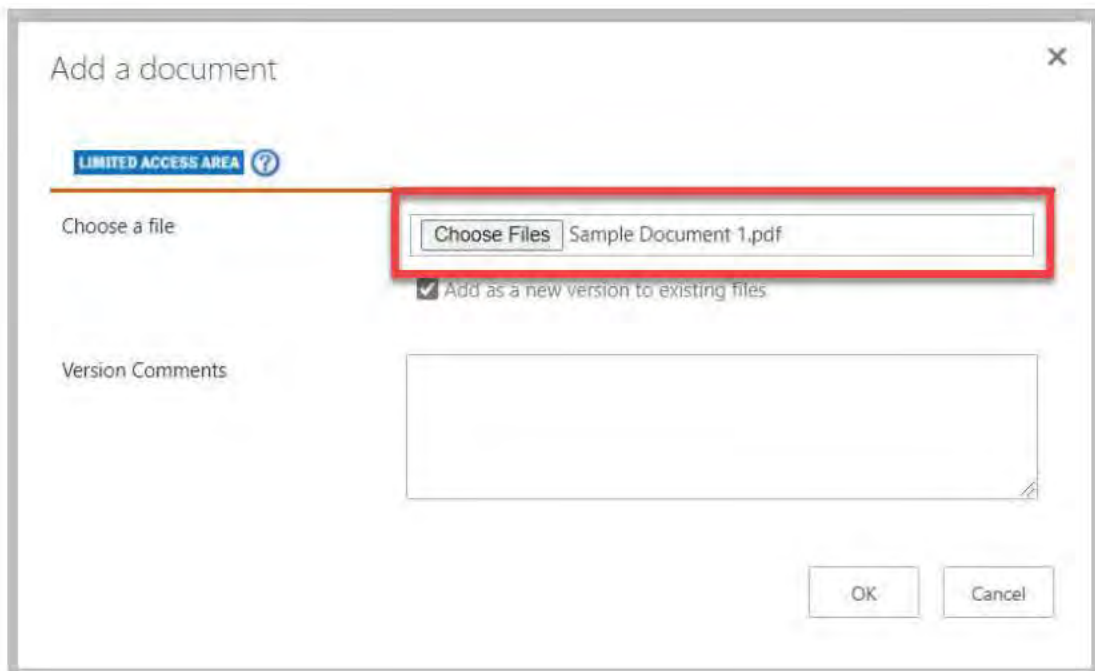 Add a document
×
LIMITED ACCESS AREA ?
Choose a file
Choose Files Sample Document 1.pdf
Add as a new version to existing files
Version Comments
OK Cancel